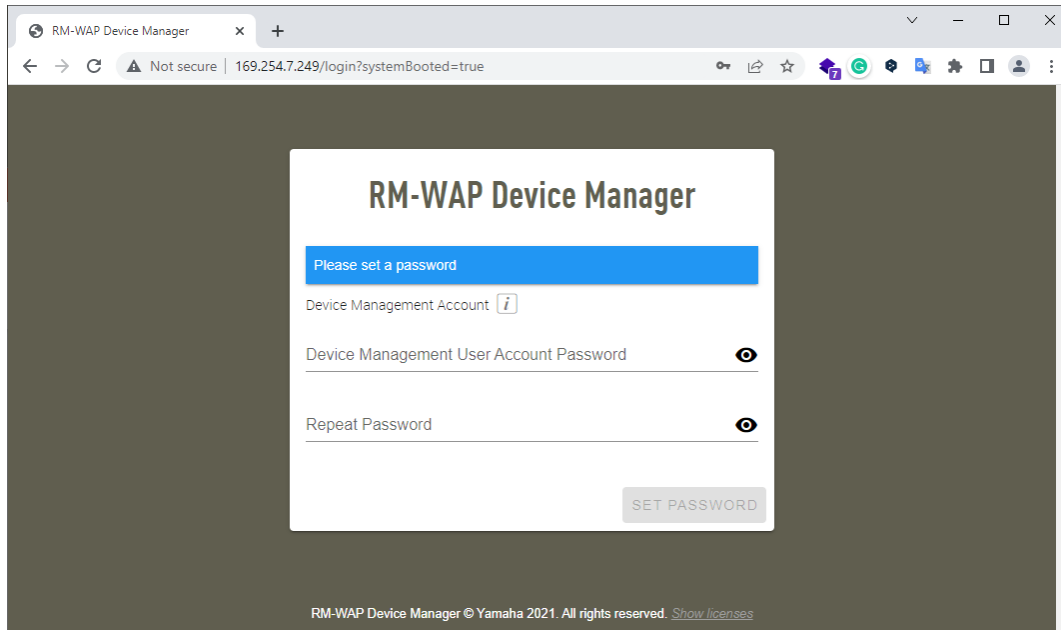 RM-WAP Device Manager
Not secure | 169.254.7.249/login?systemBooted=true
7
RM-WAP Device Manager
Please set a password
Device Management Account i
Device Management User Account Password
Repeat Password
SET PASSWORD
RM-WAP Device Manager © Yamaha 2021. All rights reserved. Show licenses